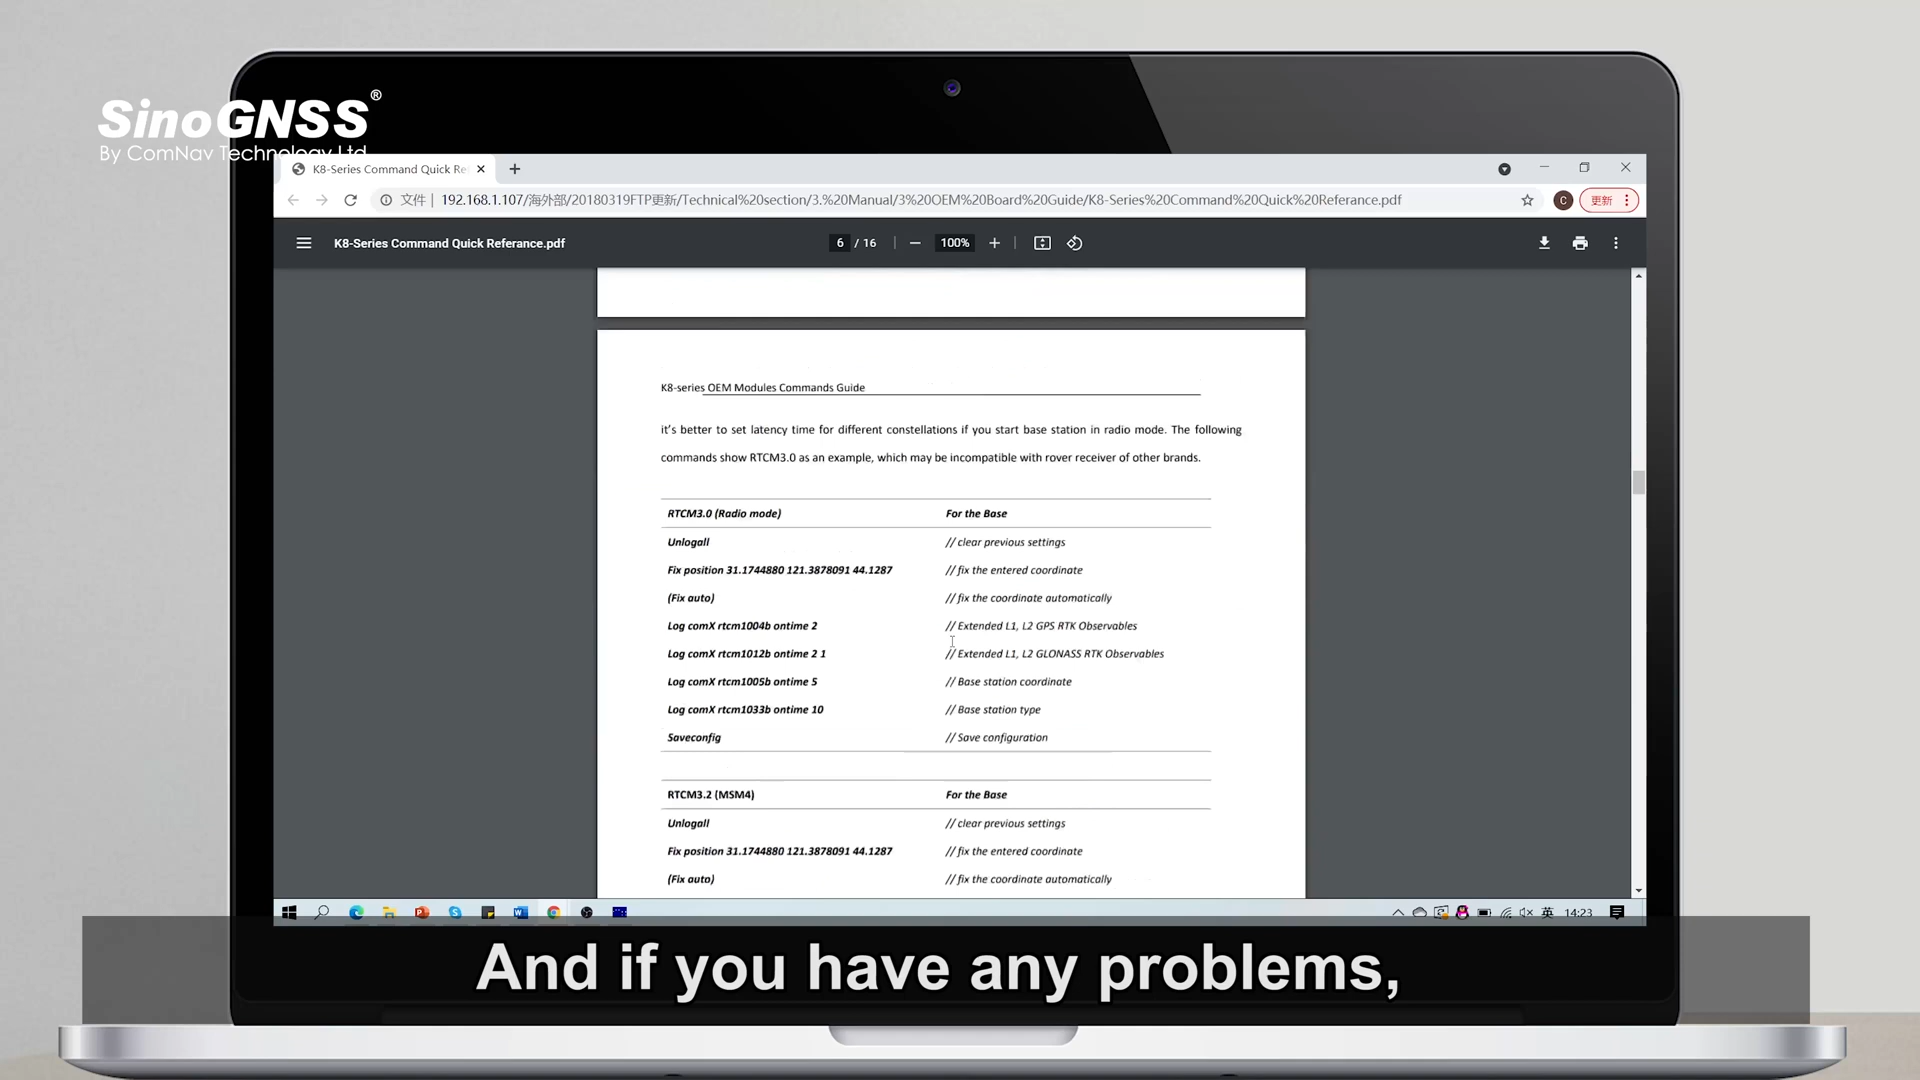 SinoGNSS®
By ComNav Technology Ltd.
K8-Series Command Quick Re
文件 | 192.168.1.107/海外部/20180319FTP更新/Technical%20section/3.%20Manual/3%20OEM%20Board%20Guide/K8-Series%20Command%20Quick%20Referance.pdf
C
更新
K8-Series Command Quick Referance.pdf
6 / 16
100%
K8-series OEM Modules Commands Guide
it's better to set latency time for different constellations if you start base station in radio mode. The following
commands show RTCM3.0 as an example, which may be incompatible with rover receiver of other brands.
RTCM3.0 (Radio mode) For the Base
Unlogall // clear previous settings
Fix position 31.1744880 121.3878091 44.1287 // fix the entered coordinate
(Fix auto) // fix the coordinate automatically
Log comX rtcm1004b ontime 2 // Extended L1, L2 GPS RTK Observables
Log comX rtcm1012b ontime 2 1 // Extended L1, L2 GLONASS RTK Observables
Log comX rtcm1005b ontime 5 // Base station coordinate
Log comX rtcm1033b ontime 10 // Base station type
Saveconfig // Save configuration
RTCM3.2 (MSM4) For the Base
Unlogall // clear previous settings
Fix position 31.1744880 121.3878091 44.1287 // fix the entered coordinate
(Fix auto) // fix the coordinate automatically
英 14:23
And if you have any problems,